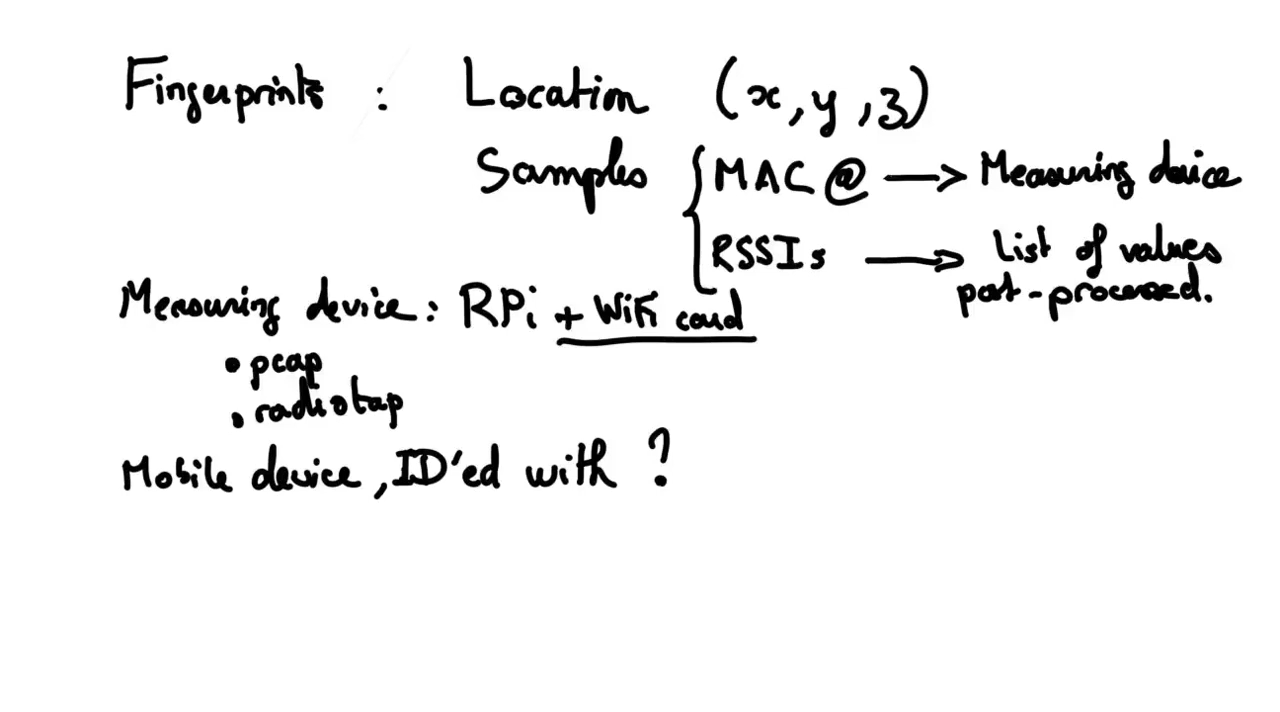 Fingerprints : Location (x, y, z)
Samples { MAC @ → Measuring device
RSSIs → List of values
post-processed.
Measuring device: RPi + WiFi card
• pcap
• radiotap
Mobile device, ID'ed with ?